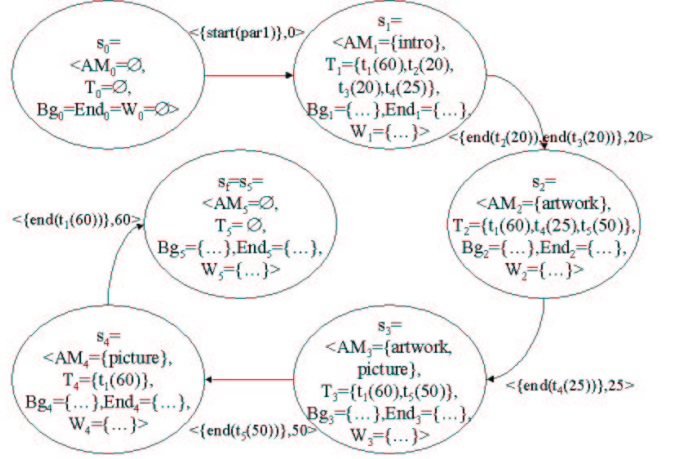 s₀=
<AM₀=∅,
T₀=∅,
Bg₀=End₀=W₀=∅>
<{start(par1)},0>
s₁=
<AM₁={intro},
T₁={t₁(60),t₂(20),
t₃(20),t₄(25)},
Bg₁={...},End₁={...},
W₁={...}>
<{end(t₂(20)),end(t₃(20))},20>
s₂=
<AM₂={artwork},
T₂={t₁(60),t₄(25),t₅(50)},
Bg₂={...},End₂={...},
W₂={...}>
<{end(t₄(25))},25>
s₃=
<AM₃={artwork,
picture},
T₃={t₁(60),t₅(50)},
Bg₃={...},End₃={...},
W₃={...}>
<{end(t₅(50))},50>
s₄=
<AM₄={picture},
T₄={t₁(60)},
Bg₄={...},End₄={...},
W₄={...}>
<{end(t₁(60))},60>
s_f=s₅=
<AM₅=∅,
T₅=∅,
Bg₅={...},End₅={...},
W₅={...}>